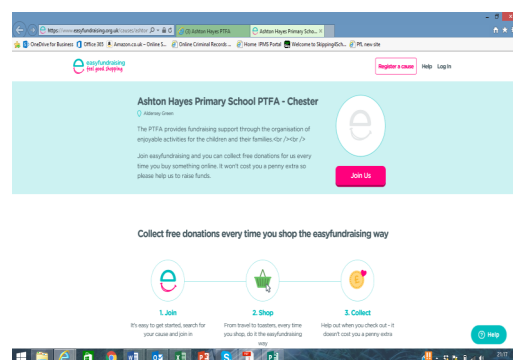 https://www.easyfundraising.org.uk/causes/ashton
(1) Ashton Hayes PTFA
Ashton Hayes Primary Scho...
OneDrive for Business
Office 365
Amazon.co.uk – Online S...
Online Criminal Records ...
Home IPMS Portal
Welcome to Skipping4Sch...
PfL new site
easyfundraising
feel good shopping
Register a cause
Help
Log In
Ashton Hayes Primary School PTFA - Chester
Aldersey Green
The PTFA provides fundraising support through the organisation of
enjoyable activities for the children and their families.<br /><br />
Join easyfundraising and you can collect free donations for us every
time you buy something online. It won't cost you a penny extra so
please help us to raise funds.
Join Us
Collect free donations every time you shop the easyfundraising way
1. Join
It's easy to get started, search for
your cause and join in
2. Shop
From travel to toasters, every time
you shop, do it the easyfundraising
way
3. Collect
Help out when you check out - it
doesn't cost you a penny extra
Help
21:17